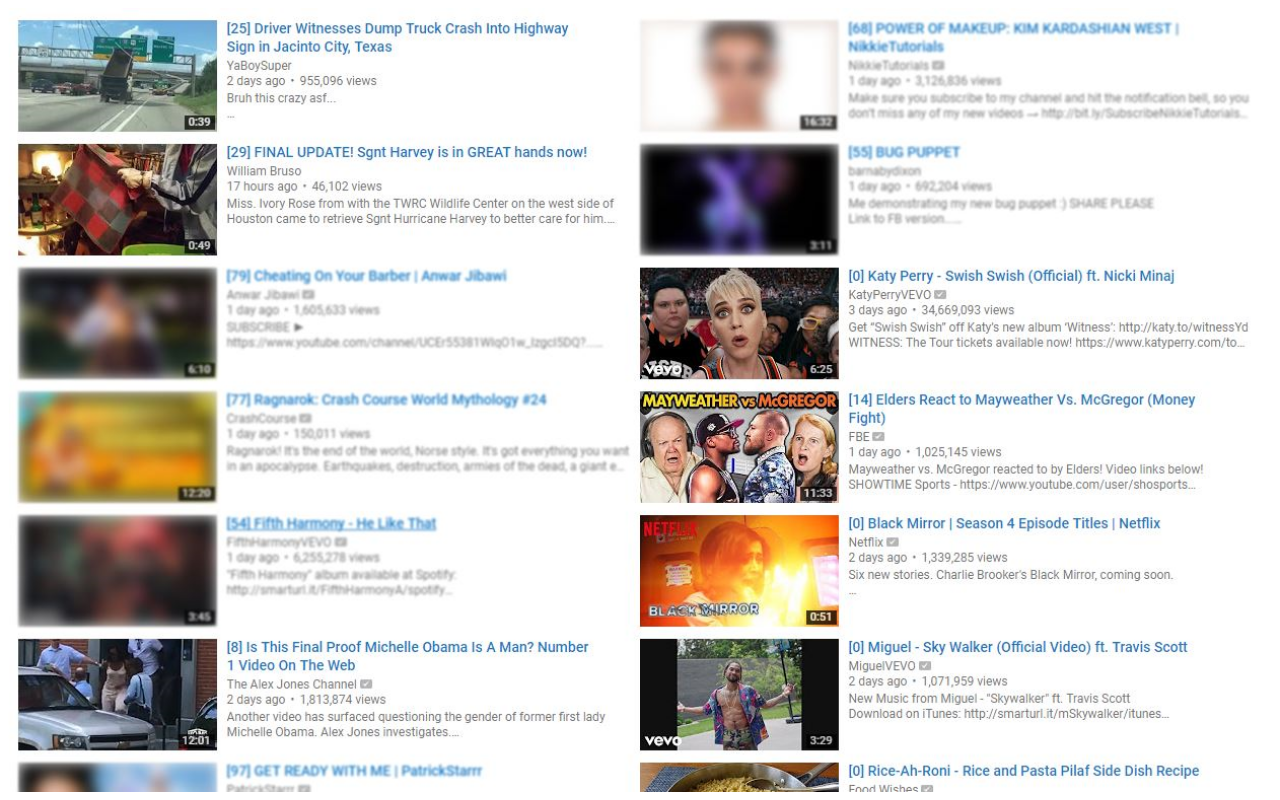 [25] Driver Witnesses Dump Truck Crash Into Highway
Sign in Jacinto City, Texas
YaBoySuper
2 days ago • 955,096 views
Bruh this crazy asf...
...
0:39
[29] FINAL UPDATE! Sgnt Harvey is in GREAT hands now!
William Bruso
17 hours ago • 46,102 views
Miss. Ivory Rose from with the TWRC Wildlife Center on the west side of
Houston came to retrieve Sgnt Hurricane Harvey to better care for him....
0:49
[79] Cheating On Your Barber | Anwar Jibawi
Anwar Jibawi
1 day ago • 1,605,633 views
SUBSCRIBE ►
https://www.youtube.com/channel/
6:10
[77] Ragnarok: Crash Course World Mythology #24
CrashCourse
1 day ago • 150,011 views
Ragnarok! It's the end of the world, Norse style. It's got everything you want
in an apocalypse. Earthquakes, destruction, armies of the dead, a giant e...
12:20
[54] Fifth Harmony - He Like That
FifthHarmonyVEVO
1 day ago • 6,255,278 views
"Fifth Harmony" album available at Spotify:
http://smarturl.it/FifthHarmonyA/spotify...
3:45
[8] Is This Final Proof Michelle Obama Is A Man? Number
1 Video On The Web
The Alex Jones Channel
2 days ago • 1,813,874 views
Another video has surfaced questioning the gender of former first lady
Michelle Obama. Alex Jones investigates....
12:01
[97] GET READY WITH ME | PatrickStarrr
PatrickStarrr
[68] POWER OF MAKEUP: KIM KARDASHIAN WEST |
NikkieTutorials
NikkieTutorials
1 day ago • 3,126,836 views
Make sure you subscribe to my channel and hit the notification bell, so you
don't miss any of my new videos → http://bit.ly/SubscribeNikkieTutorials...
16:32
[55] BUG PUPPET
barnabydixon
1 day ago • 692,204 views
Me demonstrating my new bug puppet :) SHARE PLEASE
Link to FB version......
3:11
[0] Katy Perry - Swish Swish (Official) ft. Nicki Minaj
KatyPerryVEVO
3 days ago • 34,669,093 views
Get “Swish Swish” off Katy's new album ‘Witness’: http://katy.to/witnessYd
WITNESS: The Tour tickets available now! https://www.katyperry.com/to...
vevo
6:25
MAYWEATHER vs McGREGOR
[14] Elders React to Mayweather Vs. McGregor (Money
Fight)
FBE
1 day ago • 1,025,145 views
Mayweather vs. McGregor reacted to by Elders! Video links below!
SHOWTIME Sports - https://www.youtube.com/user/shosports...
11:33
NETFLIX
BLACK MIRROR
[0] Black Mirror | Season 4 Episode Titles | Netflix
Netflix
2 days ago • 1,339,285 views
Six new stories. Charlie Brooker's Black Mirror, coming soon.
...
0:51
[0] Miguel - Sky Walker (Official Video) ft. Travis Scott
MiguelVEVO
2 days ago • 1,071,959 views
New Music from Miguel - "Skywalker" ft. Travis Scott
Download on iTunes: http://smarturl.it/mSkywalker/itunes...
vevo
3:29
[0] Rice-Ah-Roni - Rice and Pasta Pilaf Side Dish Recipe
Food Wishes